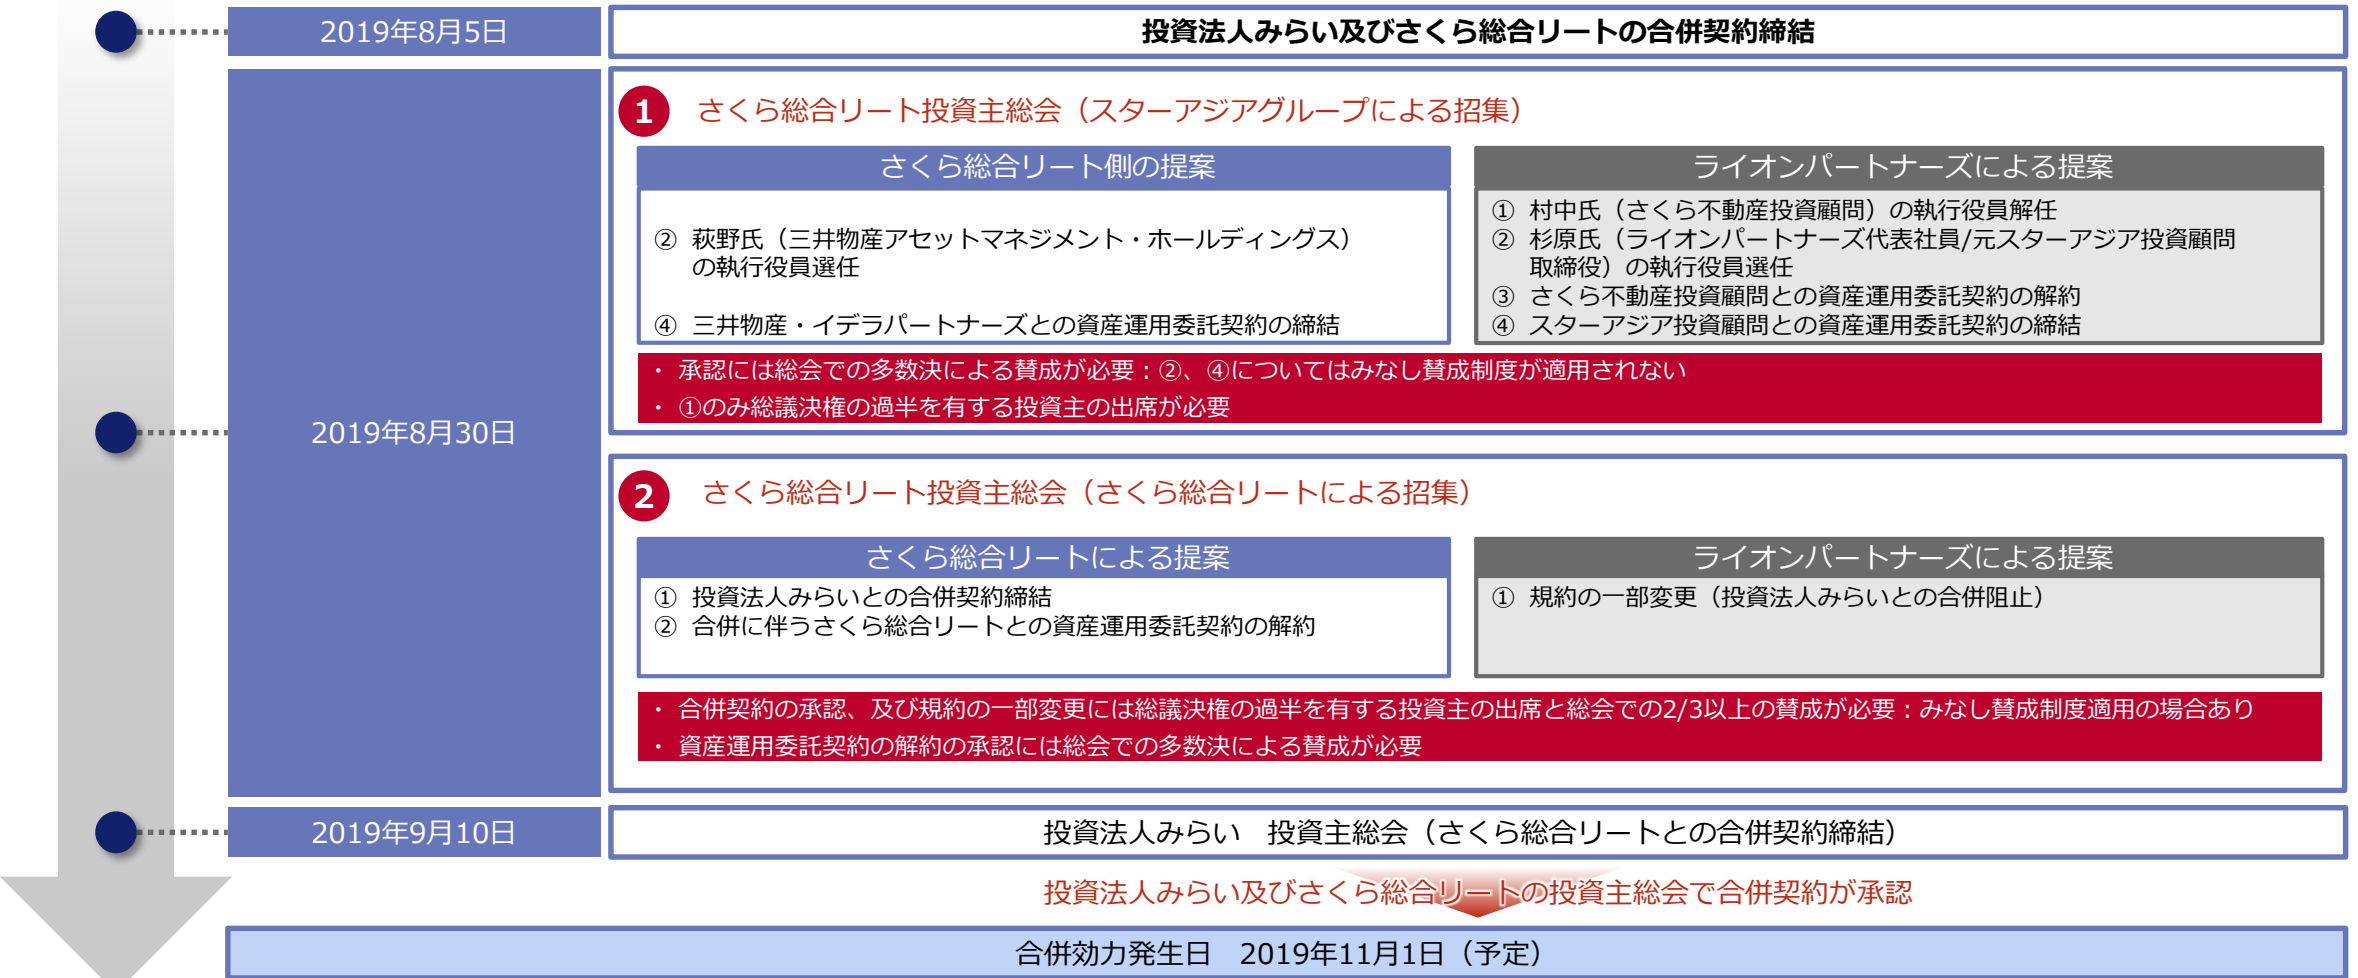 2019年8月5日
投資法人みらい及びさくら総合リートの合併契約締結
2019年8月30日
1 さくら総合リート投資主総会（スターアジアグループによる招集）
さくら総合リート側の提案
② 萩野氏（三井物産アセットマネジメント・ホールディングス）
の執行役員選任
④ 三井物産・イデラパートナーズとの資産運用委託契約の締結
ライオンパートナーズによる提案
① 村中氏（さくら不動産投資顧問）の執行役員解任
② 杉原氏（ライオンパートナーズ代表社員/元スターアジア投資顧問
取締役）の執行役員選任
③ さくら不動産投資顧問との資産運用委託契約の解約
④ スターアジア投資顧問との資産運用委託契約の締結
・ 承認には総会での多数決による賛成が必要：②、④についてはみなし賛成制度が適用されない
・ ①のみ総議決権の過半を有する投資主の出席が必要
2 さくら総合リート投資主総会（さくら総合リートによる招集）
さくら総合リートによる提案
① 投資法人みらいとの合併契約締結
② 合併に伴うさくら総合リートとの資産運用委託契約の解約
ライオンパートナーズによる提案
① 規約の一部変更（投資法人みらいとの合併阻止）
・ 合併契約の承認、及び規約の一部変更には総議決権の過半を有する投資主の出席と総会での2/3以上の賛成が必要：みなし賛成制度適用の場合あり
・ 資産運用委託契約の解約の承認には総会での多数決による賛成が必要
2019年9月10日
投資法人みらい　投資主総会（さくら総合リートとの合併契約締結）
投資法人みらい及びさくら総合リートの投資主総会で合併契約が承認
合併効力発生日　2019年11月1日（予定）